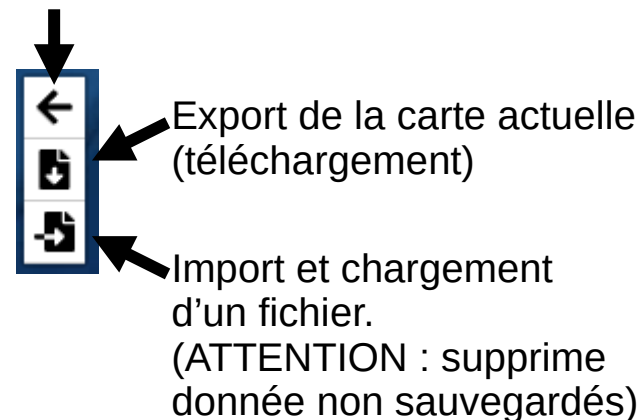 Export de la carte actuelle
(téléchargement)
Import et chargement
d’un fichier.
(ATTENTION : supprime
donnée non sauvegardés)